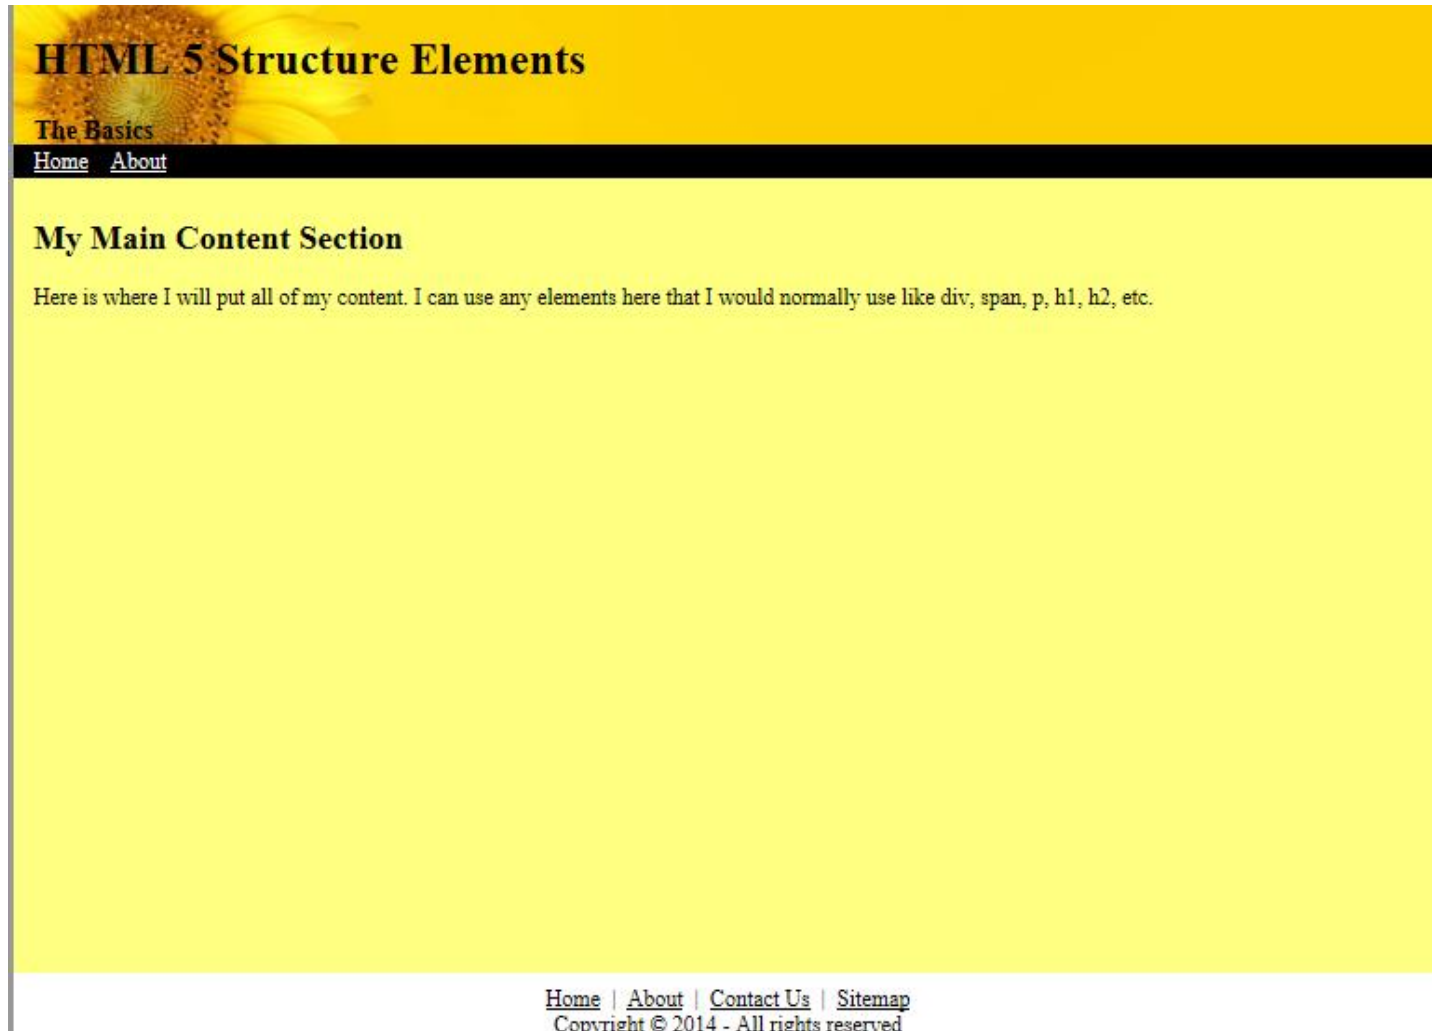 HTML 5 Structure Elements
The Basics
Home About
My Main Content Section
Here is where I will put all of my content. I can use any elements here that I would normally use like div, span, p, h1, h2, etc.
Home | About | Contact Us | Sitemap
Copyright © 2014 - All rights reserved